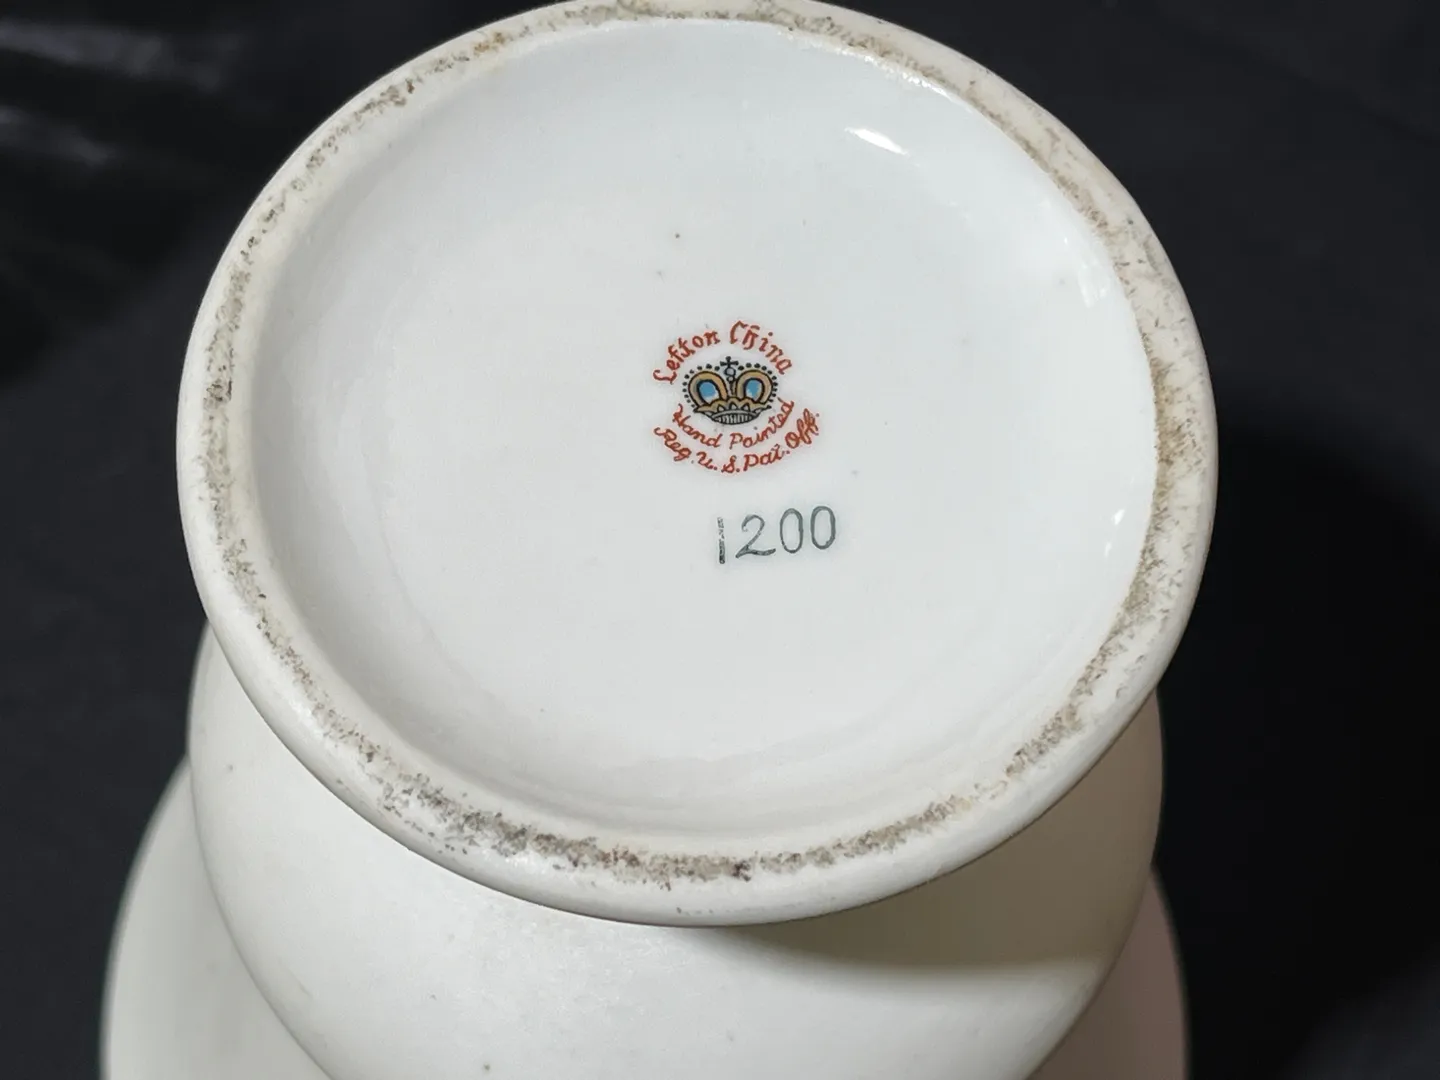 Lefton China
Hand Painted
Reg. U. S. Pat. Off.
1200